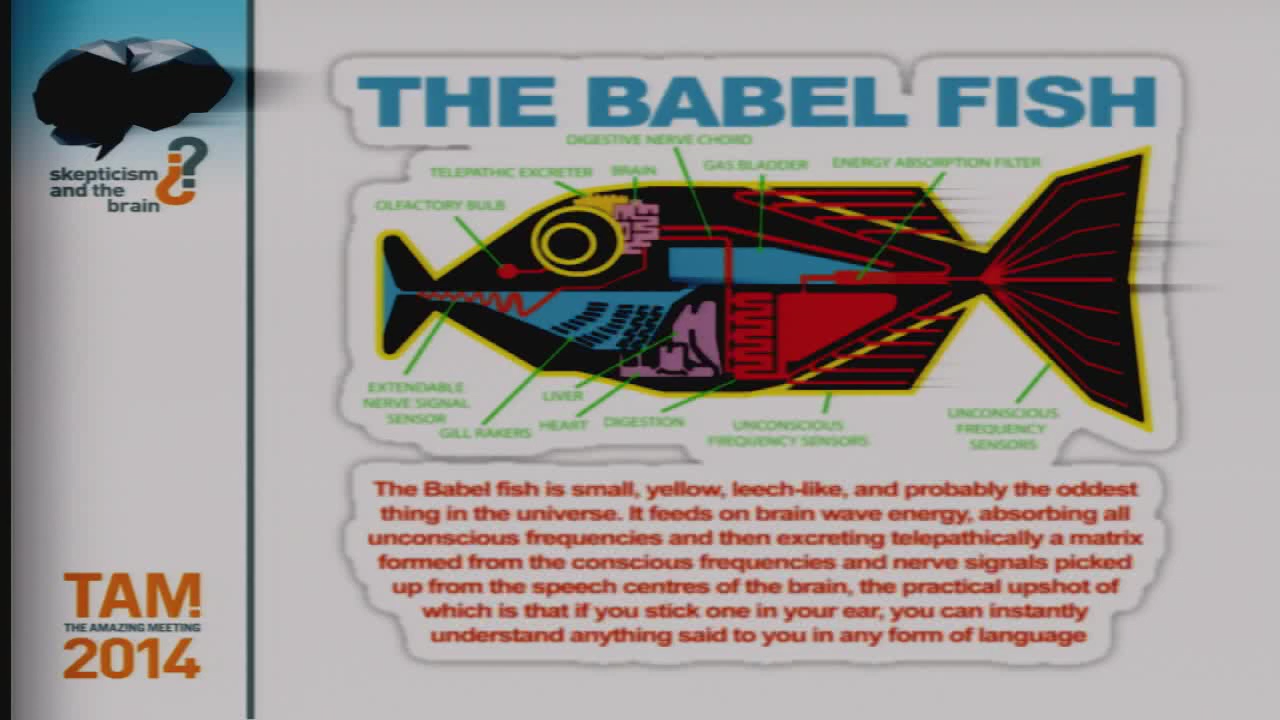 skepticism
and the
brain
¿?
TAM!
THE AMAZING MEETING
2014
THE BABEL FISH
DIGESTIVE NERVE CHORD
TELEPATHIC EXCRETER
BRAIN
GAS BLADDER
ENERGY ABSORPTION FILTER
OLFACTORY BULB
EXTENDABLE
NERVE SIGNAL
SENSOR
GILL RAKERS
LIVER
HEART
DIGESTION
UNCONSCIOUS
FREQUENCY SENSORS
UNCONSCIOUS
FREQUENCY
SENSORS
The Babel fish is small, yellow, leech-like, and probably the oddest
thing in the universe. It feeds on brain wave energy, absorbing all
unconscious frequencies and then excreting telepathically a matrix
formed from the conscious frequencies and nerve signals picked
up from the speech centres of the brain, the practical upshot of
which is that if you stick one in your ear, you can instantly
understand anything said to you in any form of language